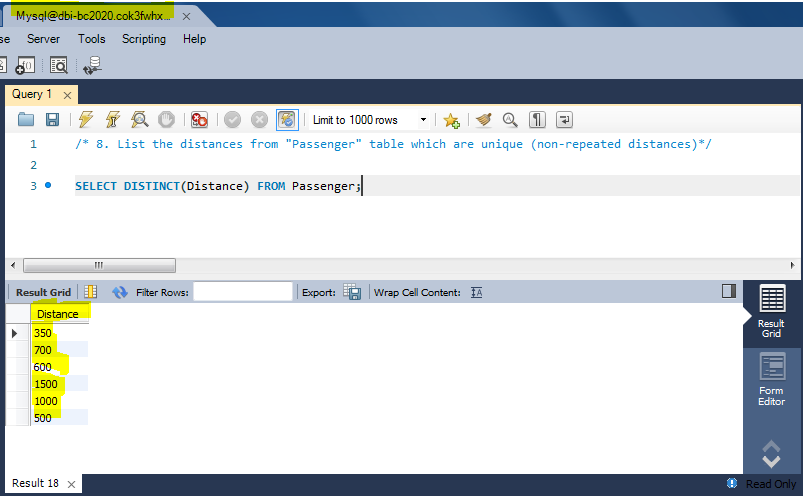 Mysql@dbi-bc2020.cok3fwhx...
se Server Tools Scripting Help
Query 1
Limit to 1000 rows
1 /* 8. List the distances from "Passenger" table which are unique (non-repeated distances)*/
2
3 SELECT DISTINCT(Distance) FROM Passenger;
Result Grid Filter Rows: Export: Wrap Cell Content:
Distance
350
700
600
1500
1000
500
Result
Grid
Form
Editor
Result 18
Read Only